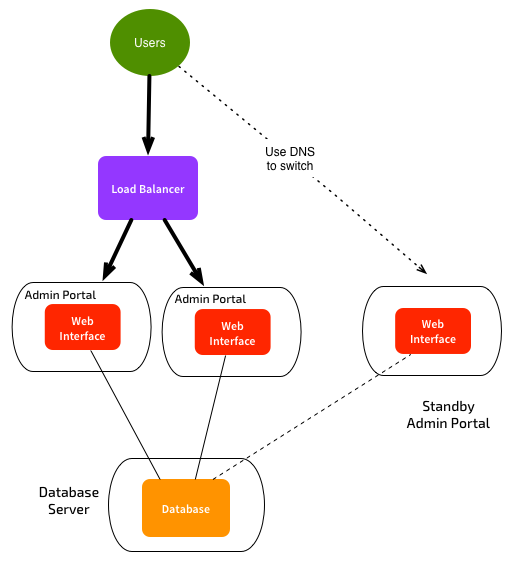 Users
Use DNS
to switch
Load Balancer
Admin Portal
Web
Interface
Admin Portal
Web
Interface
Web
Interface
Standby
Admin Portal
Database
Server
Database